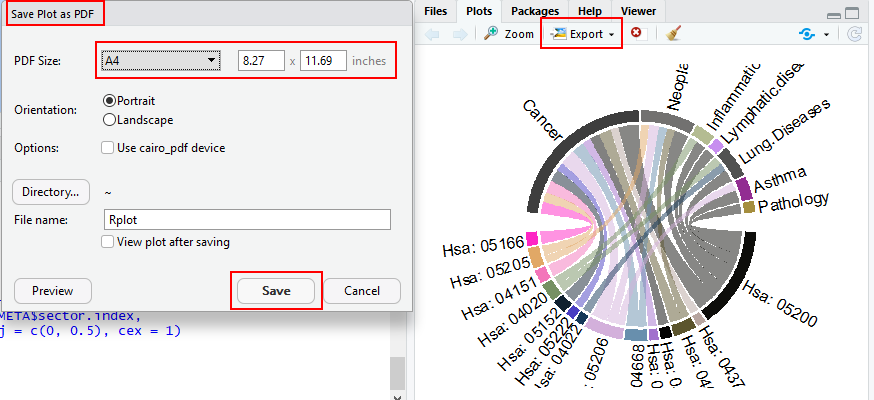 Save Plot as PDF
PDF Size:
A4
8.27 x 11.69 inches
Orientation:
Portrait
Landscape
Options:
Use cairo_pdf device
Directory...
~
File name:
Rplot
View plot after saving
Preview
Save
Cancel
META$sector.index,
j = c(0, 0.5), cex = 1)
Files Plots Packages Help Viewer
Zoom Export
Cancer
Neopla
Inflammatic
Lymphatic.dise
Lung.Diseases
Asthma
Pathology
Hsa: 05200
Hsa: 0437
Hsa: 04
Hsa: 0
Hsa: 0
04668
: 05206
Hsa: 04022
Hsa: 05222
Hsa: 05152
Hsa: 04020
Hsa: 04151
Hsa: 05205
Hsa: 05166